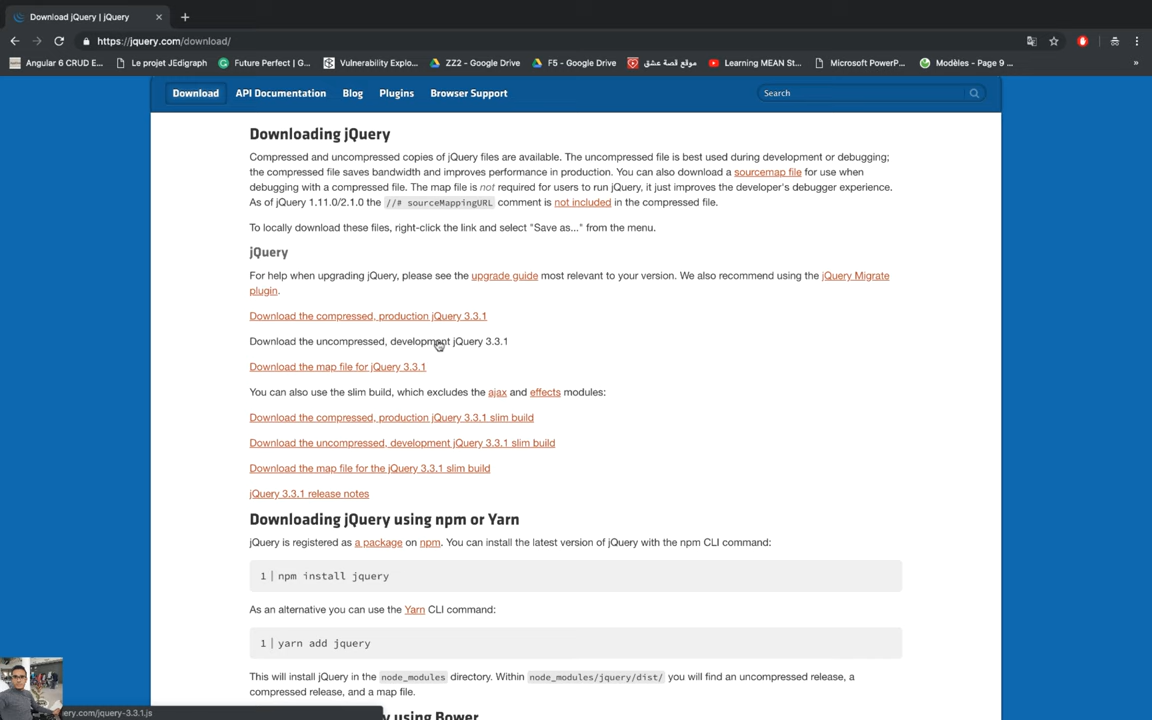 Download jQuery | jQuery
https://jquery.com/download/
Angular 6 CRUD E...
Le projet JEdigraph
Future Perfect | G...
Vulnerability Explo...
ZZ2 - Google Drive
F5 - Google Drive
موقع قصة عشق
Learning MEAN St...
Microsoft PowerP...
Modèles - Page 9 ...
»
Download API Documentation Blog Plugins Browser Support Search
Downloading jQuery
Compressed and uncompressed copies of jQuery files are available. The uncompressed file is best used during development or debugging;
the compressed file saves bandwidth and improves performance in production. You can also download a sourcemap file for use when
debugging with a compressed file. The map file is not required for users to run jQuery, it just improves the developer's debugger experience.
As of jQuery 1.11.0/2.1.0 the //# sourceMappingURL comment is not included in the compressed file.
To locally download these files, right-click the link and select "Save as..." from the menu.
jQuery
For help when upgrading jQuery, please see the upgrade guide most relevant to your version. We also recommend using the jQuery Migrate
plugin.
Download the compressed, production jQuery 3.3.1
Download the uncompressed, development jQuery 3.3.1
Download the map file for jQuery 3.3.1
You can also use the slim build, which excludes the ajax and effects modules:
Download the compressed, production jQuery 3.3.1 slim build
Download the uncompressed, development jQuery 3.3.1 slim build
Download the map file for the jQuery 3.3.1 slim build
jQuery 3.3.1 release notes
Downloading jQuery using npm or Yarn
jQuery is registered as a package on npm. You can install the latest version of jQuery with the npm CLI command:
1 | npm install jquery
As an alternative you can use the Yarn CLI command:
1 | yarn add jquery
This will install jQuery in the node_modules directory. Within node_modules/jquery/dist/ you will find an uncompressed release, a
compressed release, and a map file.
uery.com/jquery-3.3.1.js
y using Bower